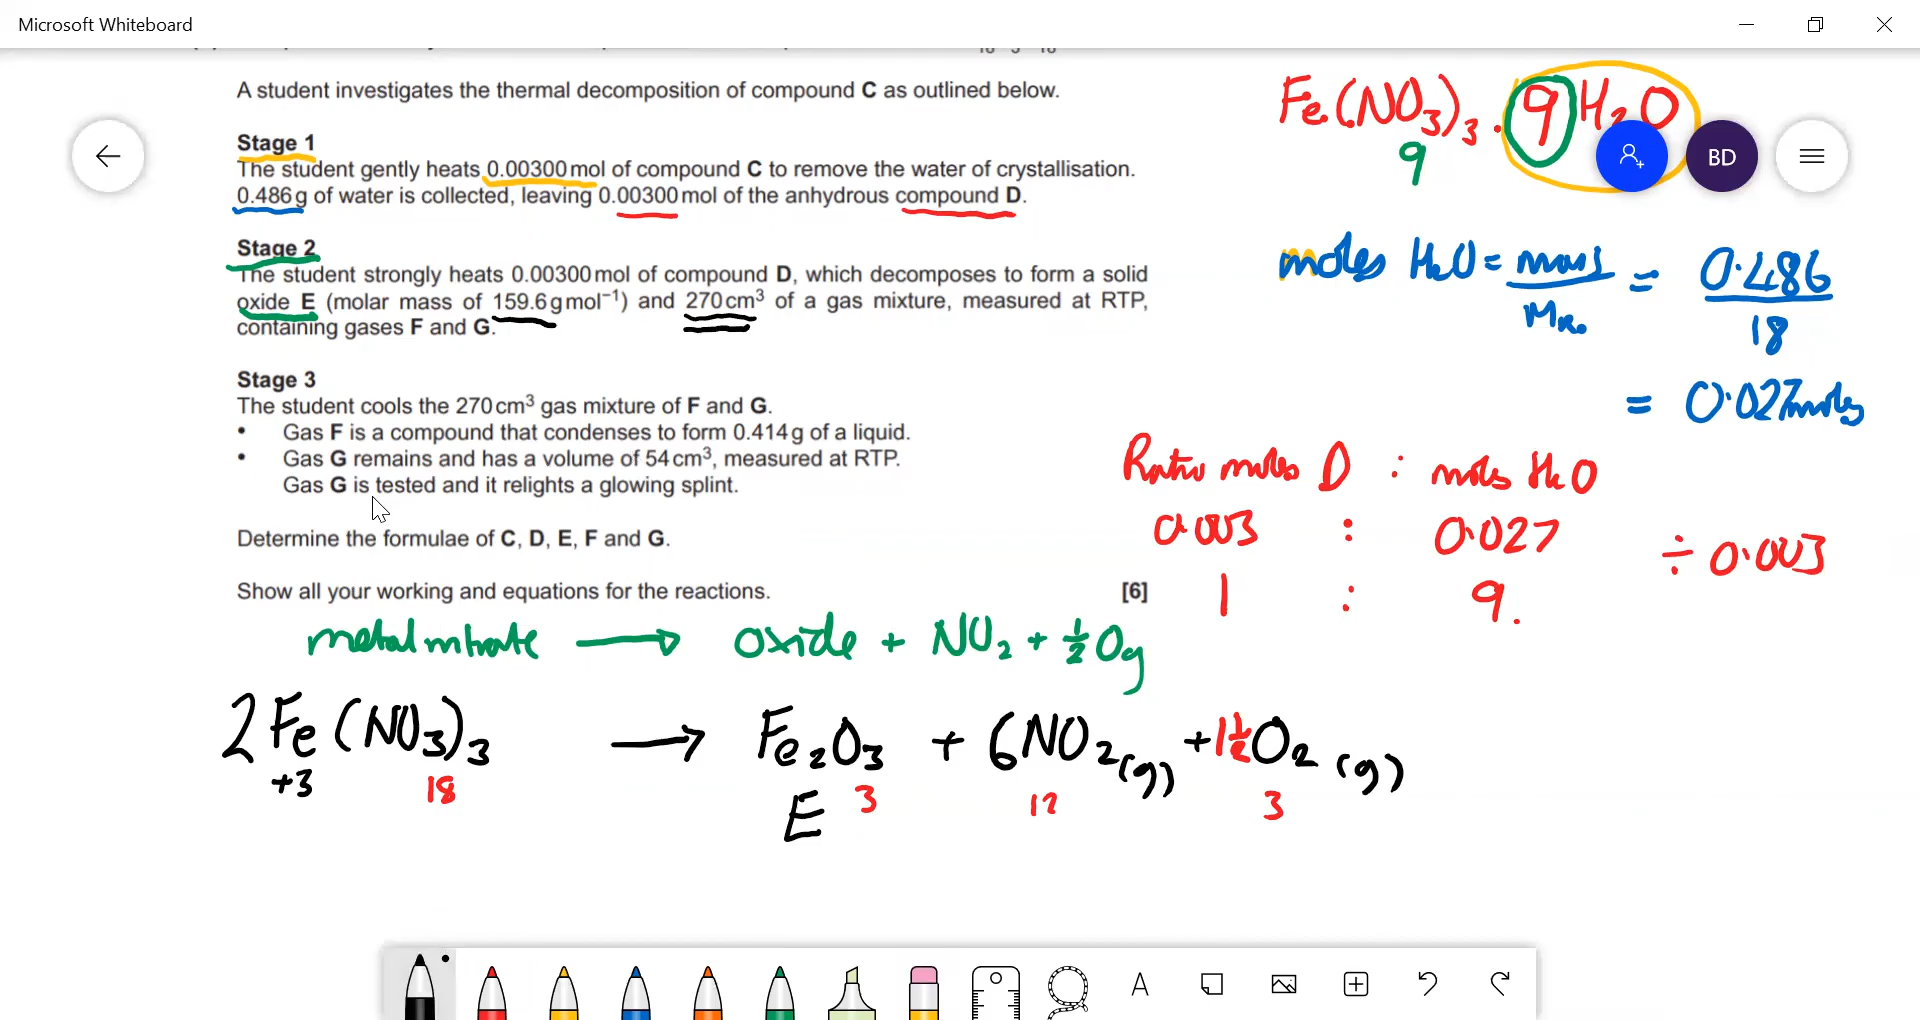 Microsoft Whiteboard
A student investigates the thermal decomposition of compound C as outlined below.
Stage 1
The student gently heats 0.00300 mol of compound C to remove the water of crystallisation.
0.486 g of water is collected, leaving 0.00300 mol of the anhydrous compound D.
Stage 2
The student strongly heats 0.00300 mol of compound D, which decomposes to form a solid
oxide E (molar mass of 159.6 g mol⁻¹) and 270 cm³ of a gas mixture, measured at RTP,
containing gases F and G.
Stage 3
The student cools the 270 cm³ gas mixture of F and G.
• Gas F is a compound that condenses to form 0.414 g of a liquid.
• Gas G remains and has a volume of 54 cm³, measured at RTP.
Gas G is tested and it relights a glowing splint.
Determine the formulae of C, D, E, F and G.
Show all your working and equations for the reactions. [6]
Fe(NO₃)₃ . 9 H₂O
9
BD
moles H₂O = mass / Mr. = 0.486 / 18
= 0.027 moles
Ratio moles D : moles H₂O
0.003 : 0.027 ÷ 0.003
1 : 9.
metal nitrate → oxide + NO₂ + ½ Og
2Fe(NO₃)₃ → Fe₂O₃ + 6NO₂(g) + 1½ O₂ (g)
+3 18 3 12 3
E
A